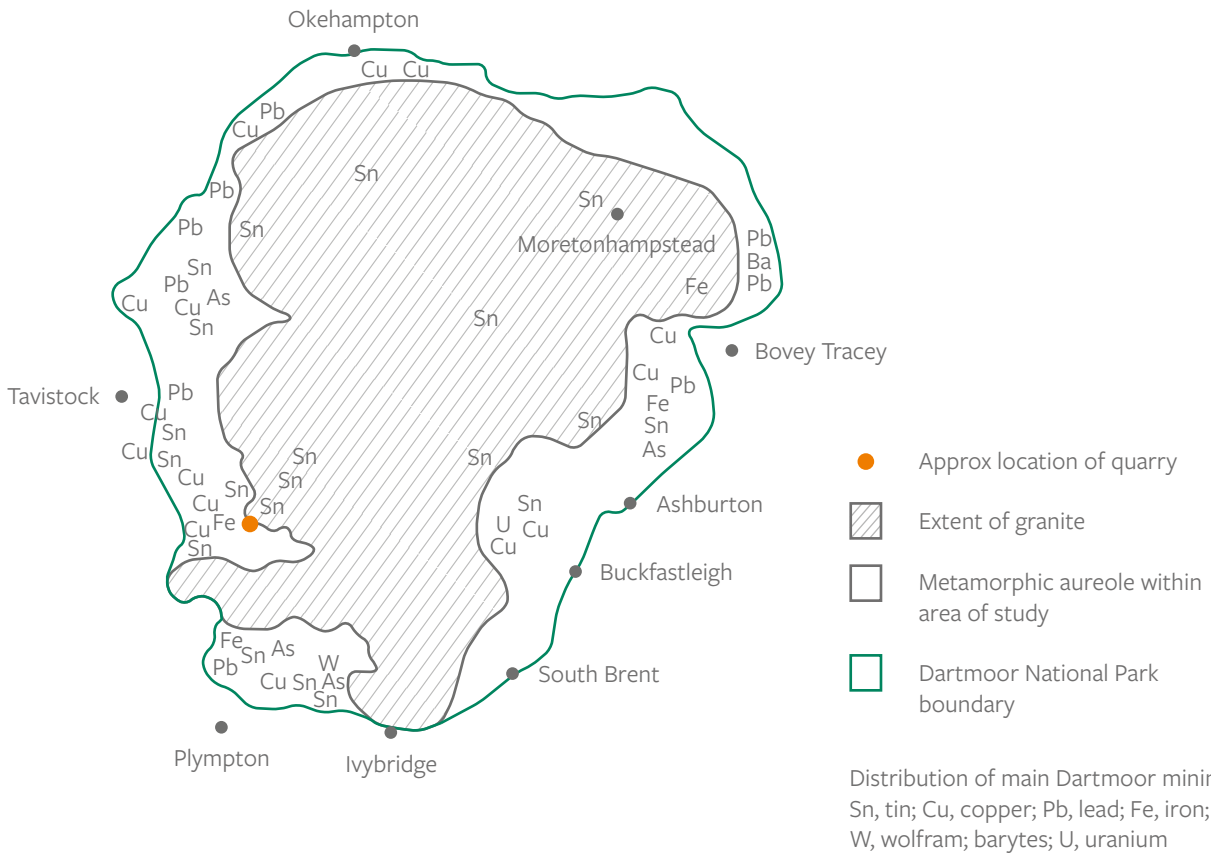 Okehampton
Cu Cu
Pb
Cu
Sn
Pb
Sn
Pb
Sn
Moretonhampstead
Pb
Ba
Pb
Sn
Pb
As
Cu
Cu
Sn
Fe
Sn
Cu
Bovey Tracey
Tavistock
Pb
Cu
Sn
Cu
Sn
Cu
Cu
Sn
Fe
Cu
Sn
Sn
Sn
Sn
Cu
Pb
Fe
Sn
As
Sn
Sn
Sn
U
Cu
Cu
Ashburton
Buckfastleigh
South Brent
Fe
Sn
As
Pb
W
Cu
Sn
As
Sn
Plympton
Ivybridge
Approx location of quarry
Extent of granite
Metamorphic aureole within
area of study
Dartmoor National Park
boundary
Distribution of main Dartmoor
Sn, tin; Cu, copper; Pb, lead; Fe, iron;
W, wolfram; barytes; U, uranium